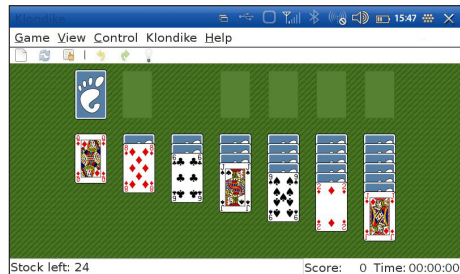 Klondike 15:47
Game View Control Klondike Help
Stock left: 24 Score: 0 Time: 00:00:00